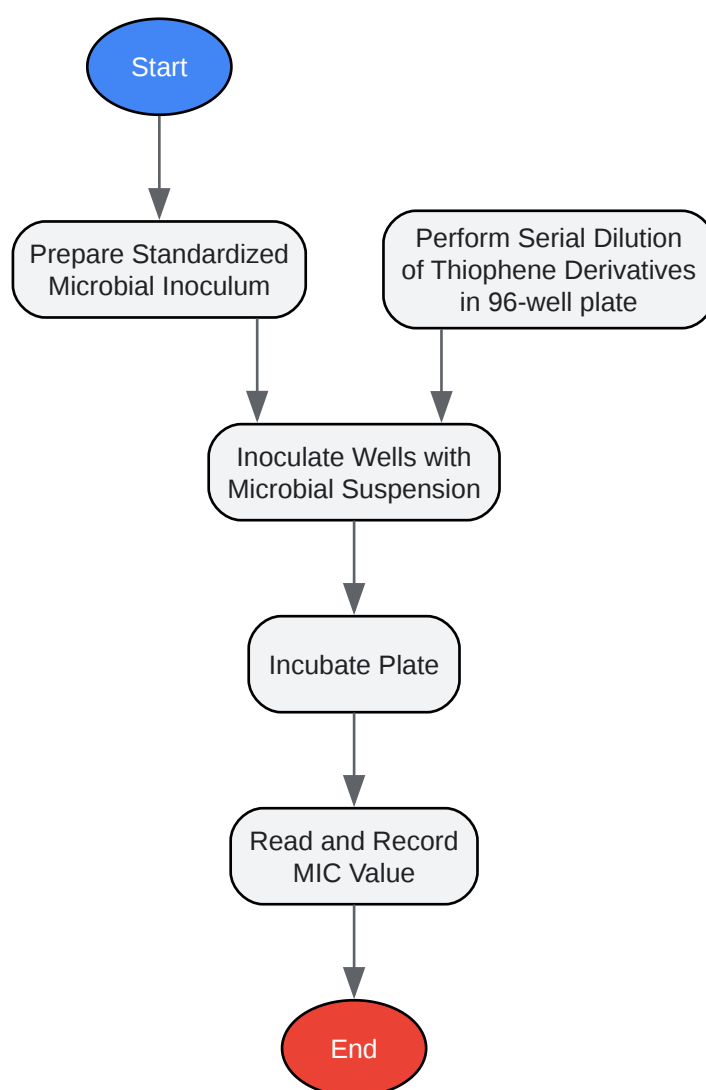 Start
Prepare Standardized
Microbial Inoculum
Perform Serial Dilution
of Thiophene Derivatives
in 96-well plate
Inoculate Wells with
Microbial Suspension
Incubate Plate
Read and Record
MIC Value
End